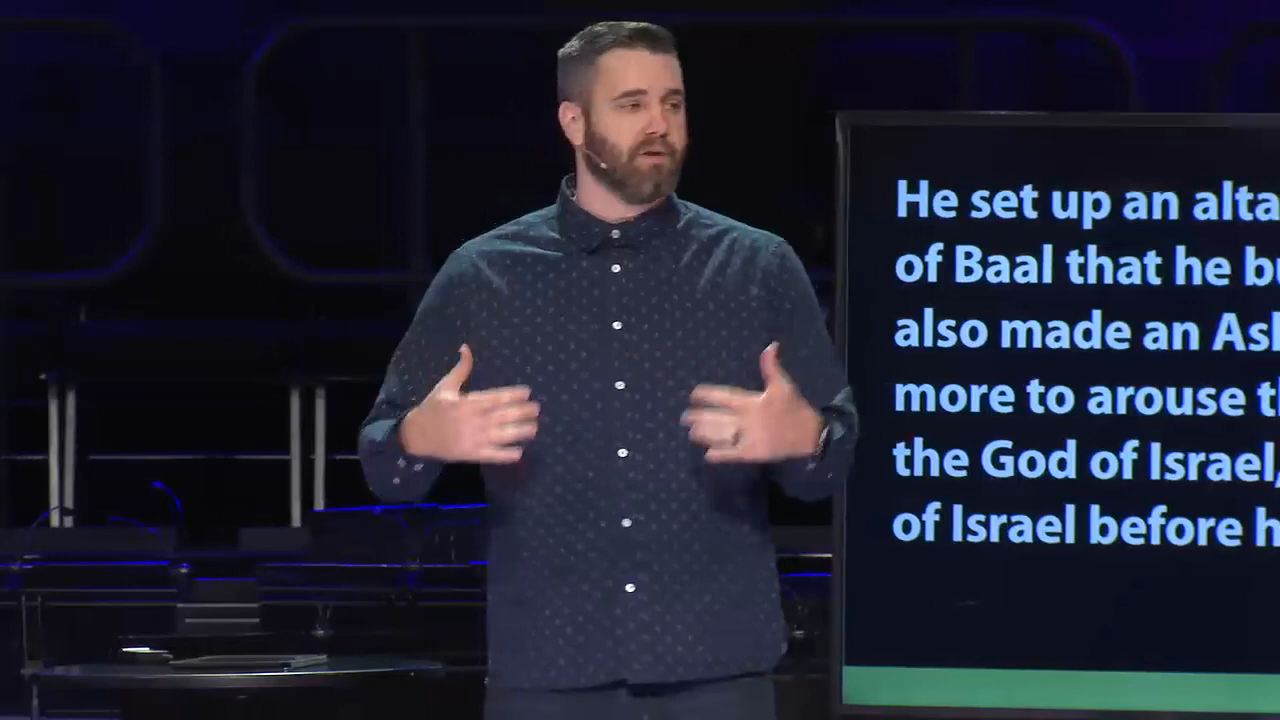 He set up an alta
of Baal that he bu
also made an Ash
more to arouse th
the God of Israel,
of Israel before h